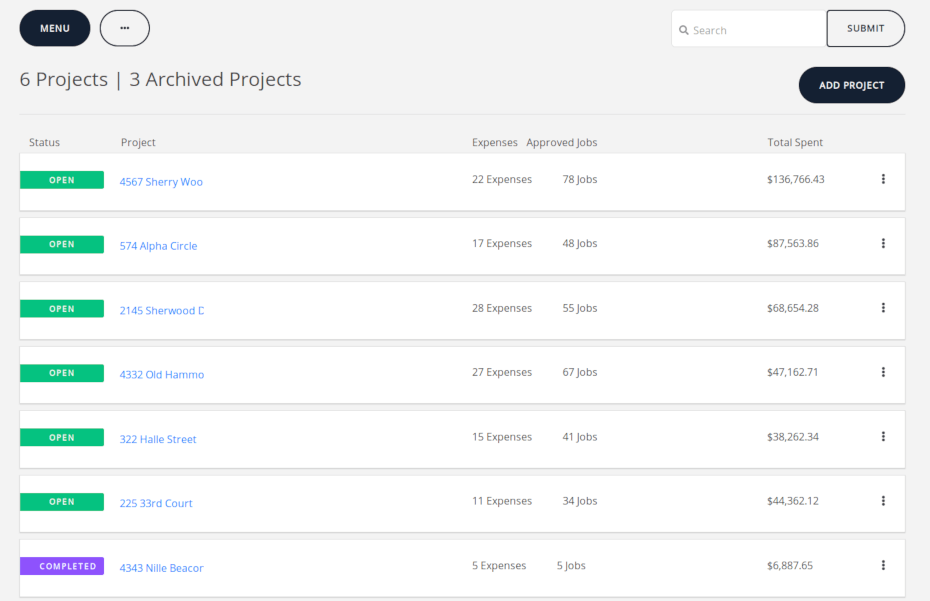 MENU ··· Search SUBMIT
6 Projects | 3 Archived Projects ADD PROJECT
Status Project Expenses Approved Jobs Total Spent
OPEN 4567 Sherry Woo 22 Expenses 78 Jobs $136,766.43
OPEN 574 Alpha Circle 17 Expenses 48 Jobs $87,563.86
OPEN 2145 Sherwood 28 Expenses 55 Jobs $68,654.28
OPEN 4332 Old Hammo 27 Expenses 67 Jobs $47,162.71
OPEN 322 Halle Street 15 Expenses 41 Jobs $38,262.34
OPEN 225 33rd Court 11 Expenses 34 Jobs $44,362.12
COMPLETED 4343 Nille Beacor 5 Expenses 5 Jobs $6,887.65